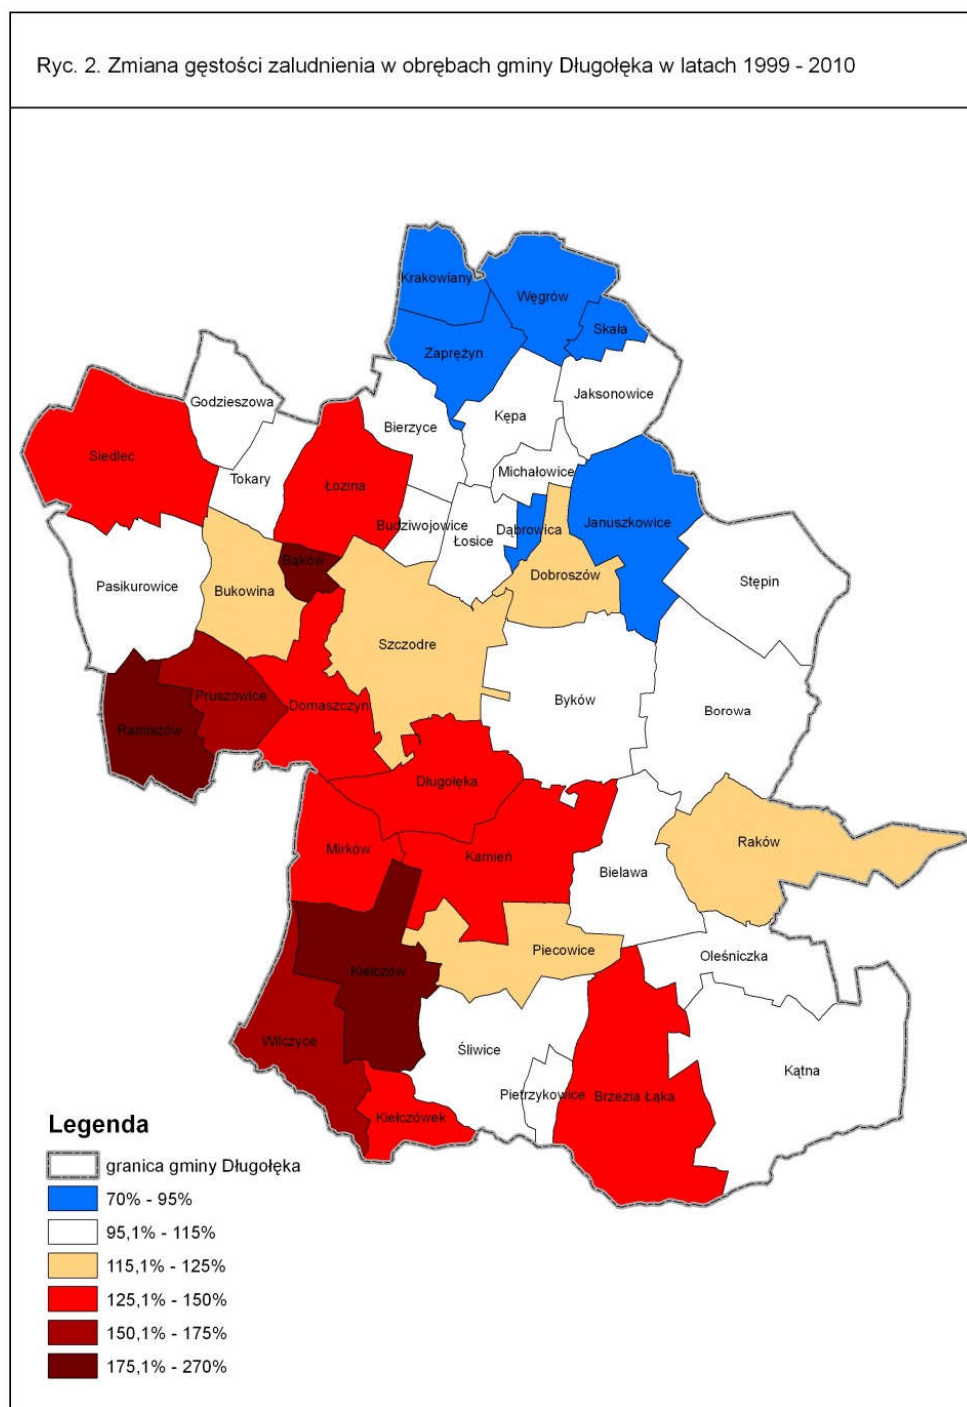 Ryc. 2. Zmiana gęstości zaludnienia w obrębach gminy Długołęka w latach 1999 - 2010
Krakowiany
Węgrów
Skała
Zaprężyn
Jaksonowice
Godzieszowa
Kępa
Bierzyce
Siedlec
Michałowice
Tokary
Łozina
Budziwojowice
Łosice
Dąbrowica
Januszkowice
Bąków
Dobroszów
Stępin
Pasikurowice
Bukowina
Szczodre
Pruszowice
Domaszczyn
Byków
Borowa
Ramiszów
Długołęka
Mirków
Kamień
Raków
Bielawa
Piecowice
Oleśniczka
Kiełczów
Wilczyce
Śliwice
Kątna
Pietrzykowice
Brzezia Łąka
Kiełczówek
Legenda
granica gminy Długołęka
70% - 95%
95,1% - 115%
115,1% - 125%
125,1% - 150%
150,1% - 175%
175,1% - 270%